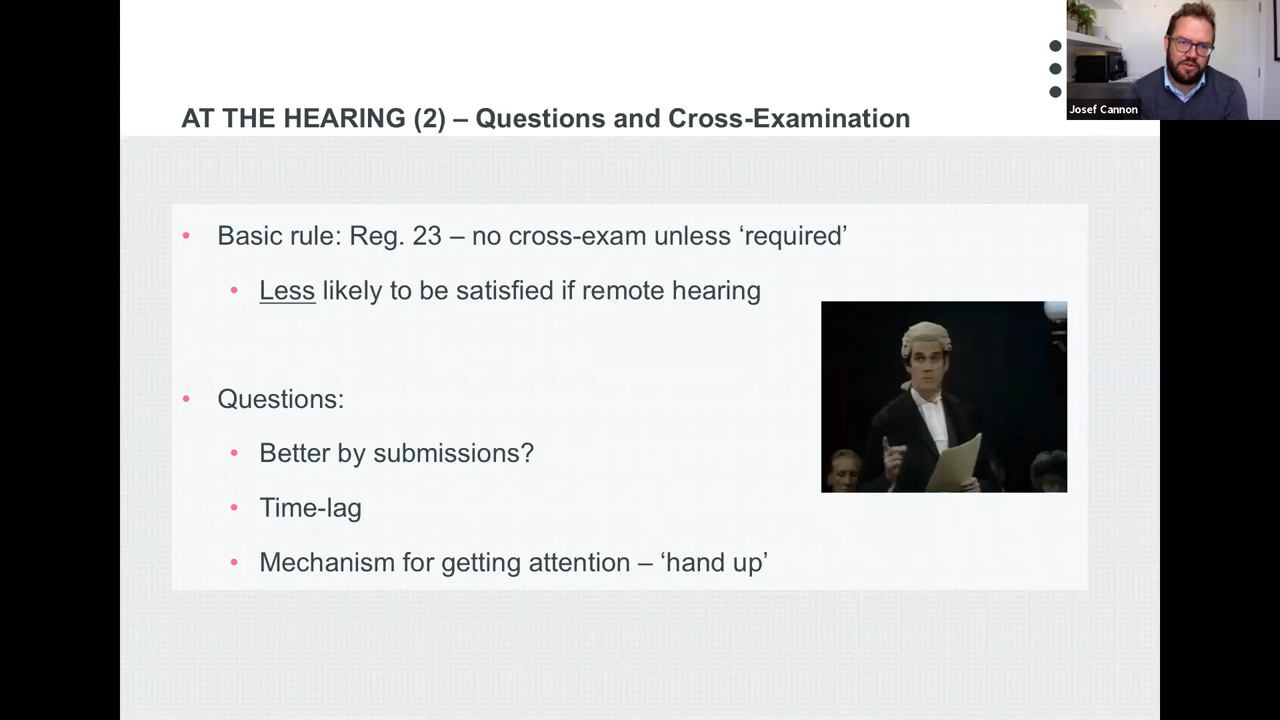 Josef Cannon
AT THE HEARING (2) – Questions and Cross-Examination
• Basic rule: Reg. 23 – no cross-exam unless ‘required’
• Less likely to be satisfied if remote hearing
• Questions:
• Better by submissions?
• Time-lag
• Mechanism for getting attention – ‘hand up’